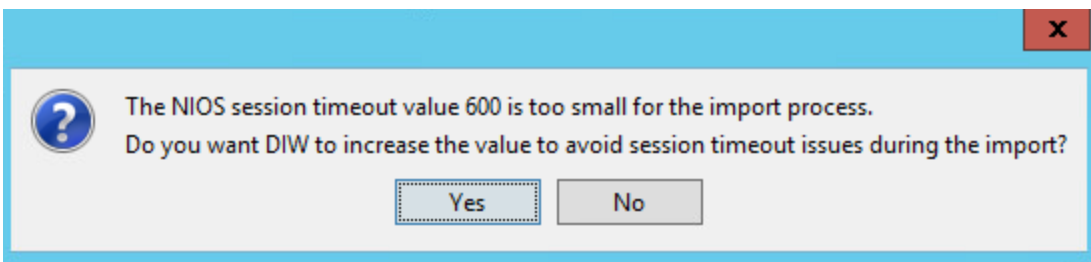 x
?
The NIOS session timeout value 600 is too small for the import process.
Do you want DIW to increase the value to avoid session timeout issues during the import?
Yes
No